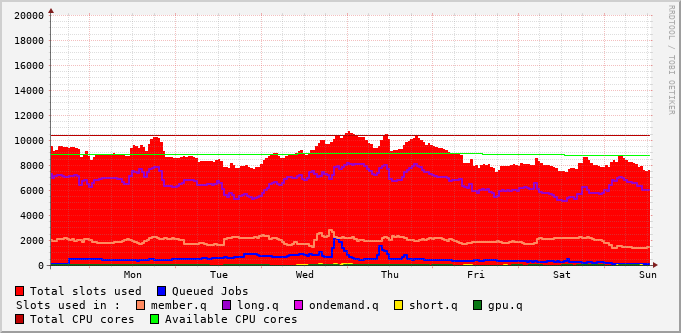 20000
18000
16000
14000
12000
10000
8000
6000
4000
2000
0
Mon Tue Wed Thu Fri Sat Sun
RRDTOOL / TOBI OETIKER
Total slots used Queued Jobs
Slots used in : member.q long.q ondemand.q short.q gpu.q
Total CPU cores Available CPU cores